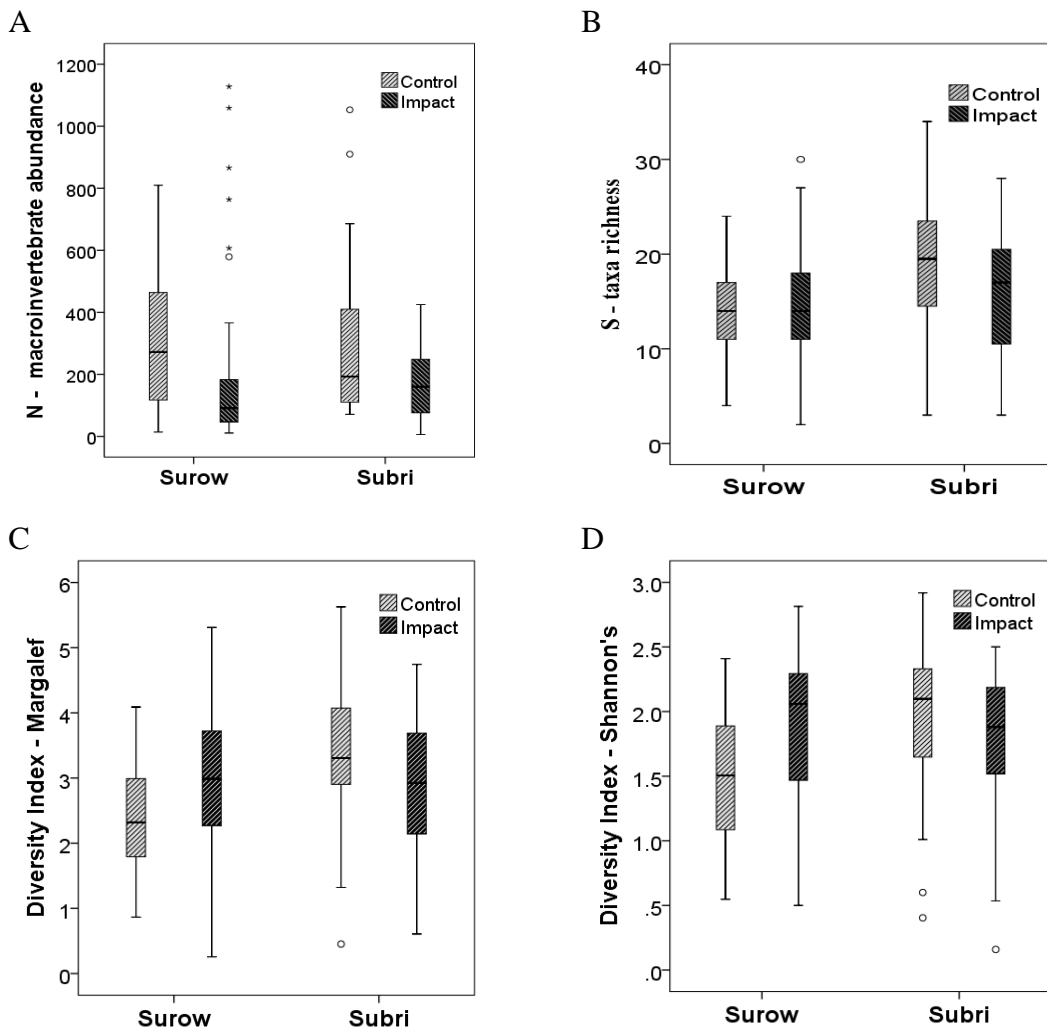 A
N - macroinvertebrate abundance
1200
1000
800
600
400
200
0
Control
Impact
Surow
Subri
B
S - taxa richness
40
30
20
10
0
Control
Impact
Surow
Subri
C
Diversity Index - Margalef
6
5
4
3
2
1
0
Control
Impact
Surow
Subri
D
Diversity Index - Shannon's
3.0
2.5
2.0
1.5
1.0
.5
.0
Control
Impact
Surow
Subri